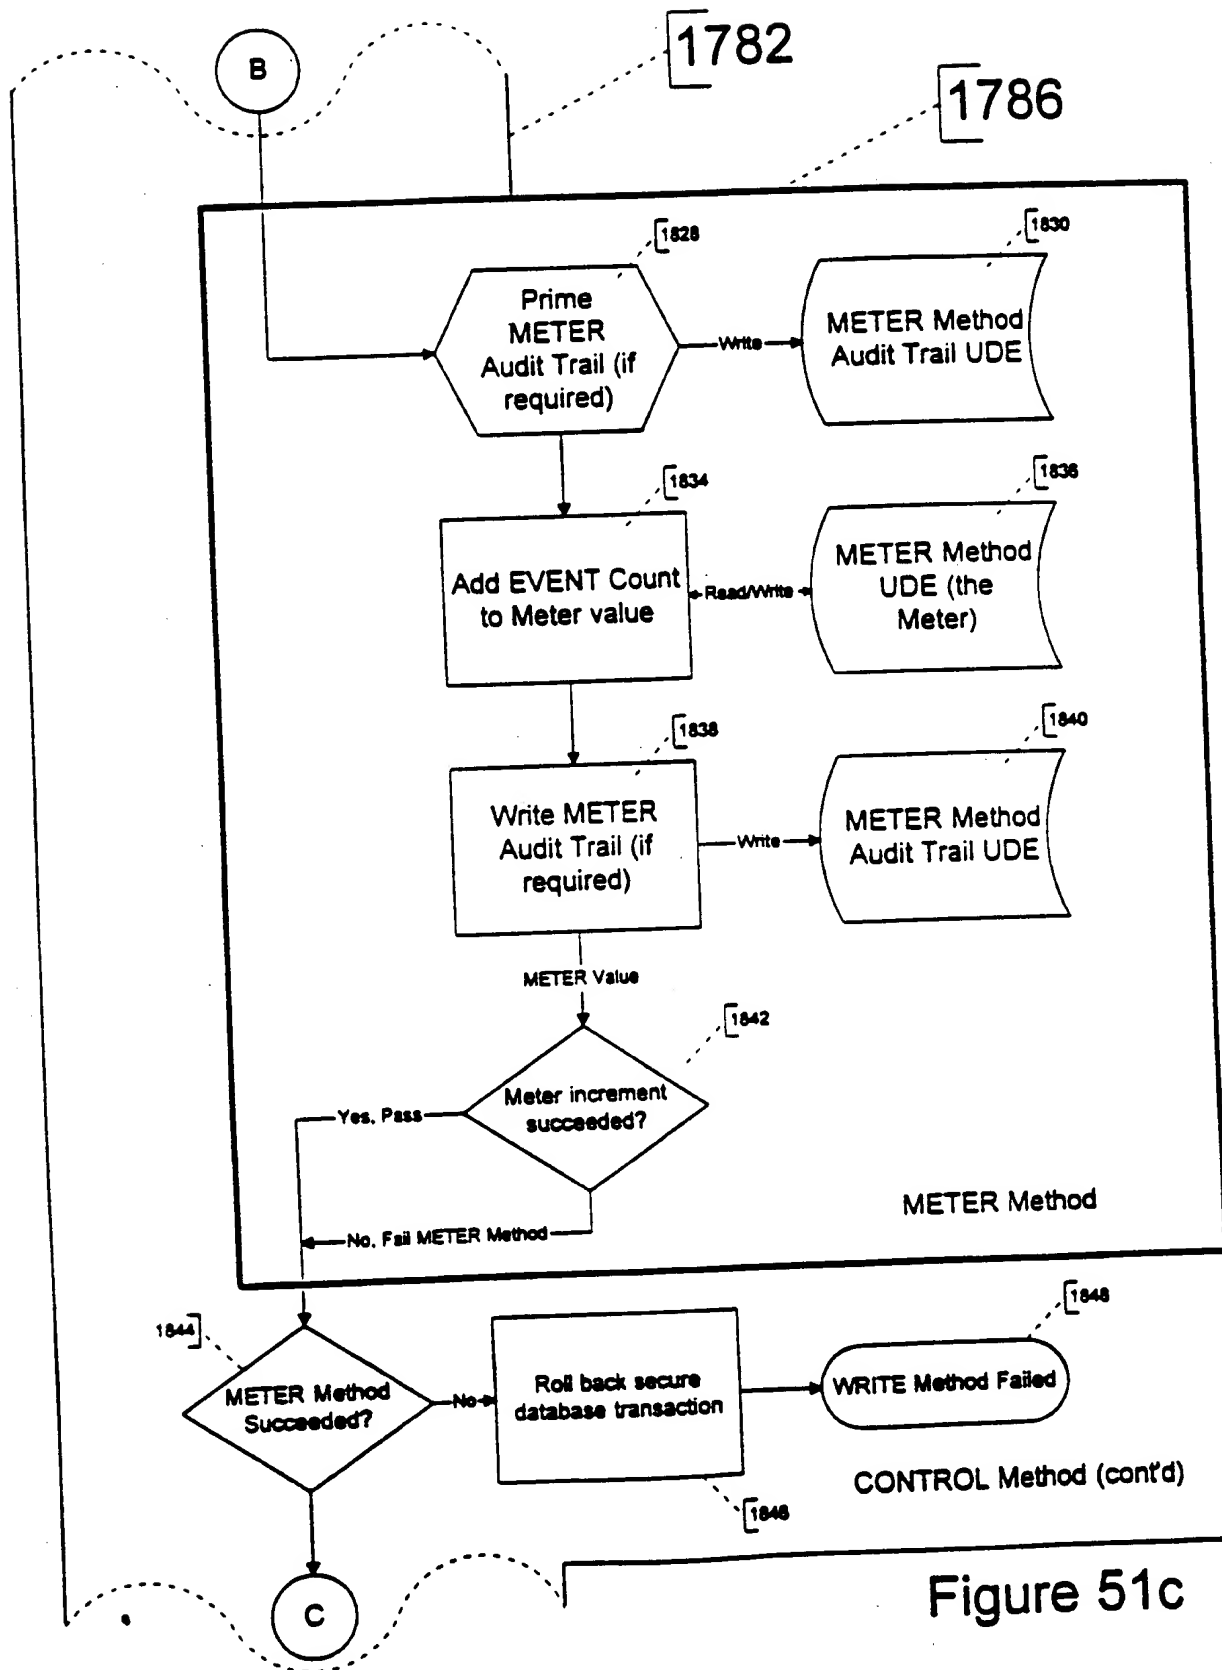 B
1782
1786
1828
1830
Prime
METER
Audit Trail (if
required)
Write
METER Method
Audit Trail UDE
1834
1836
Add EVENT Count
to Meter value
Read/Write
METER Method
UDE (the
Meter)
1838
1840
Write METER
Audit Trail (if
required)
Write
METER Method
Audit Trail UDE
METER Value
1842
Meter increment
succeeded?
Yes, Pass
No, Fail METER Method
METER Method
1844
METER Method
Succeeded?
No
Roll back secure
database transaction
1846
1848
WRITE Method Failed
CONTROL Method (cont'd)
C
Figure 51c